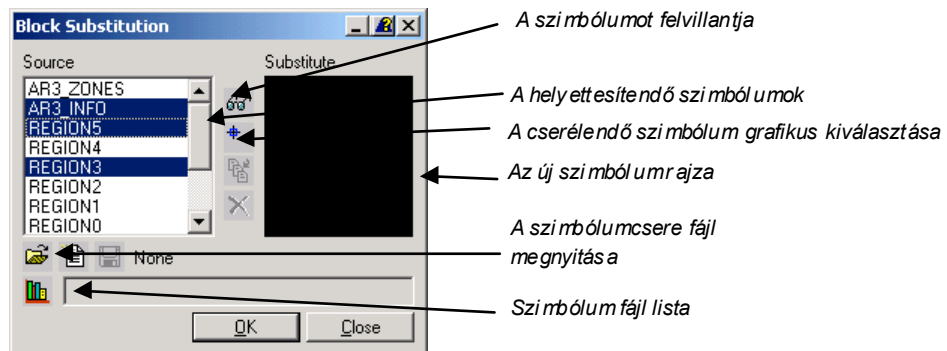 Block Substitution
Source
Substitute
AR3_ZONES
AR3_INFO
REGION5
REGION4
REGION3
REGION2
REGION1
REGION0
None
OK
Close
A szimbólumot felvillantja
A helyettesítendő szimbólumok
A cserélendő szimbólum grafikus kiválasztása
Az új szimbólumrajza
A szimbólumcsere fájl
megnyitása
Szimbólum fájl lista